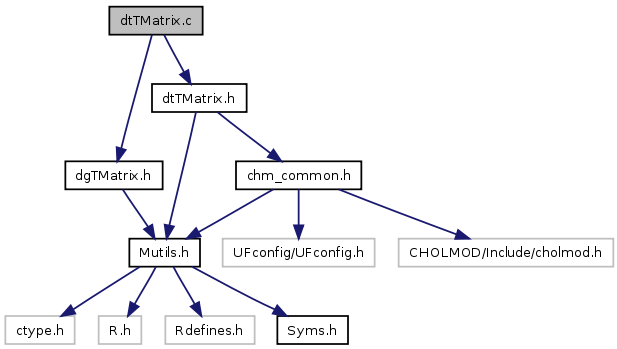 dtTMatrix.c
dtTMatrix.h
dgTMatrix.h
chm_common.h
Mutils.h
UFconfig/UFconfig.h
CHOLMOD/Include/cholmod.h
ctype.h
R.h
Rdefines.h
Syms.h